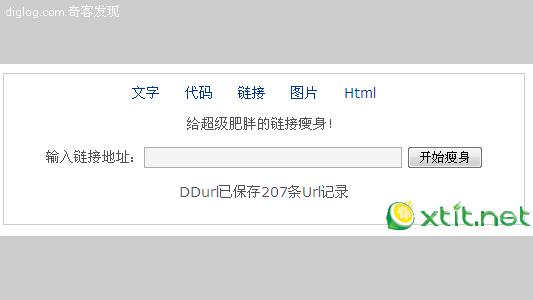 diglog.com 奇客发现
文字 代码 链接 图片 Html
给超级肥胖的链接瘦身!
输入链接地址: 开始瘦身
DDurl已保存207条Url记录
xtit.net